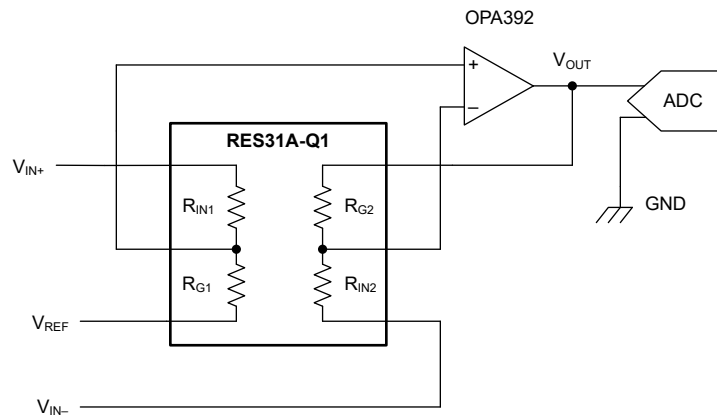 OPA392
+
–
VOUT
ADC
RES31A-Q1
VIN+
RIN1
RG2
GND
RG1
RIN2
VREF
VIN–